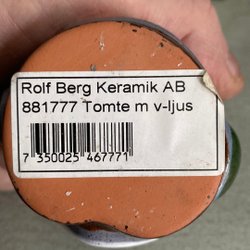 Rolf Berg Keramik AB
881777 Tomte m v-ljus
7 350025 467771